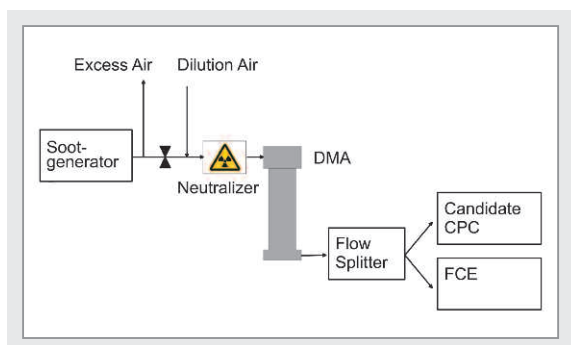 Excess Air
Dilution Air
Soot-
generator
Neutralizer
DMA
Flow
Splitter
Candidate
CPC
FCE